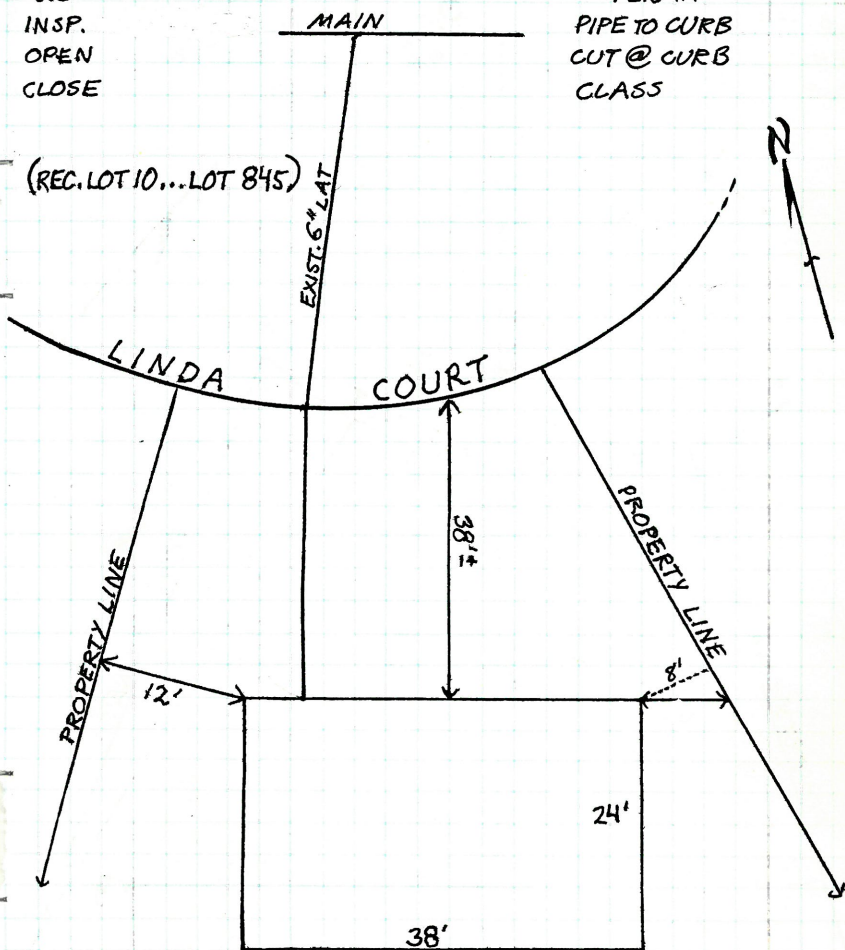 INSP.
OPEN
CLOSE
MAIN
PIPE TO CURB
CUT @ CURB
CLASS
N
(REC. LOT 10...LOT 845)
EXIST. 6" LAT
LINDA COURT
38'±
PROPERTY LINE
PROPERTY LINE
12'
8'
24'
38'